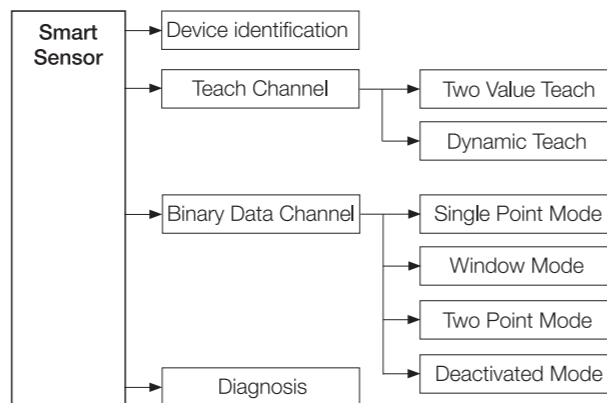 Smart
Sensor
Device identification
Teach Channel
Two Value Teach
Dynamic Teach
Binary Data Channel
Single Point Mode
Window Mode
Two Point Mode
Deactivated Mode
Diagnosis